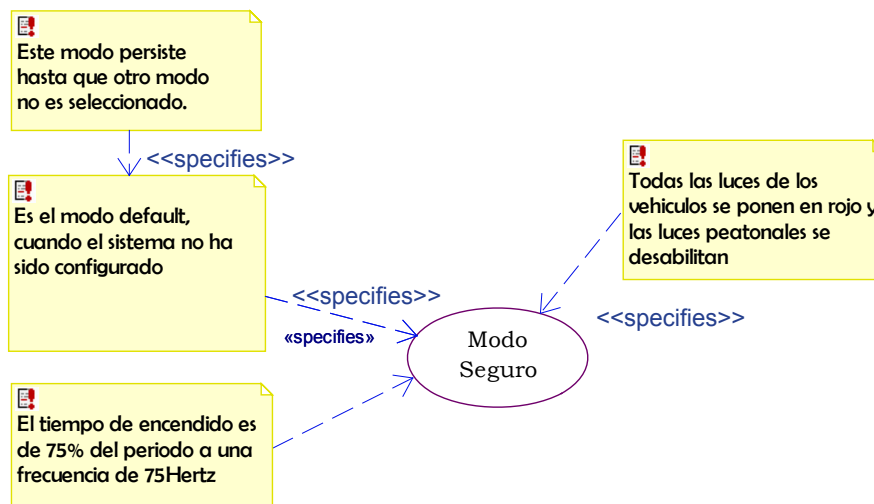 Este modo persiste
hasta que otro modo
no es seleccionado.
<<specifies>>
Es el modo default,
cuando el sistema no ha
sido configurado
Todas las luces de los
vehiculos se ponen en rojo y
las luces peatonales se
desabilitan
<<specifies>>
«specifies»
<<specifies>>
Modo
Seguro
El tiempo de encendido es
de 75% del periodo a una
frecuencia de 75Hertz